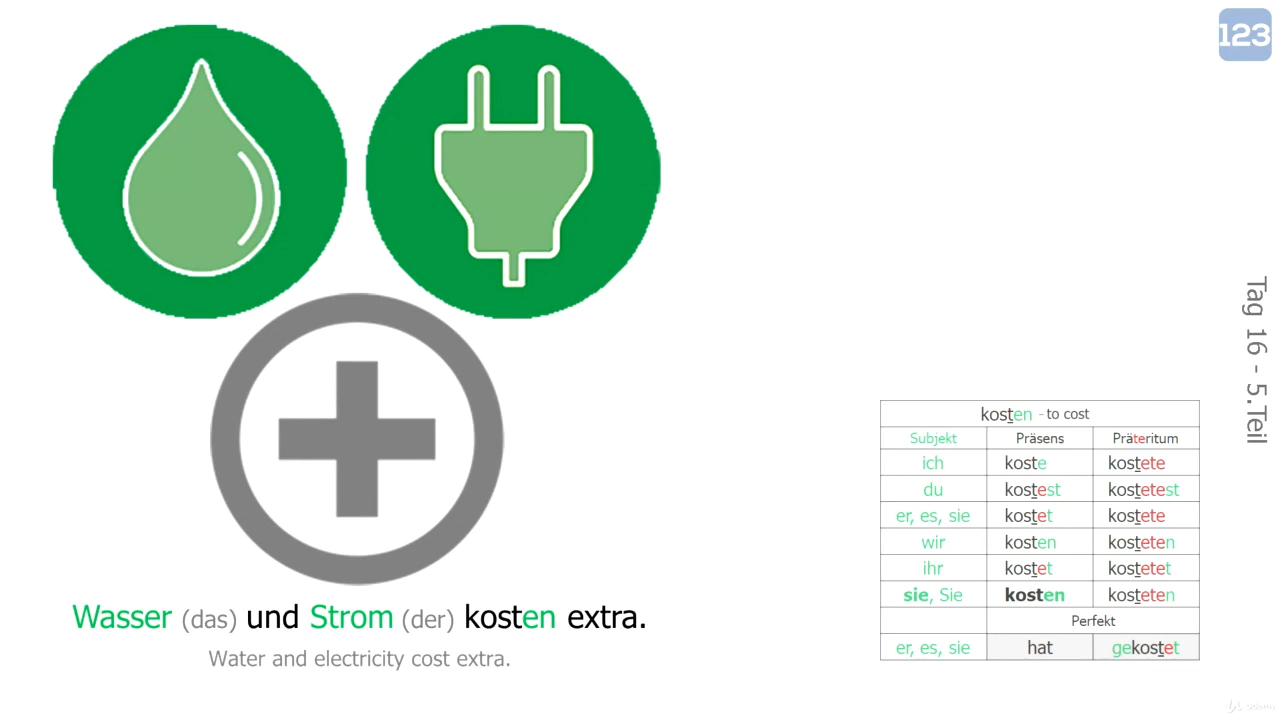 123
Tag 16 - 5.Teil
kosten - to cost
Subjekt Präsens Präteritum
ich koste kostete
du kostest kostetest
er, es, sie kostet kostete
wir kosten kosteten
ihr kostet kostetet
sie, Sie kosten kosteten
Perfekt
er, es, sie hat gekostet
Wasser (das) und Strom (der) kosten extra.
Water and electricity cost extra.